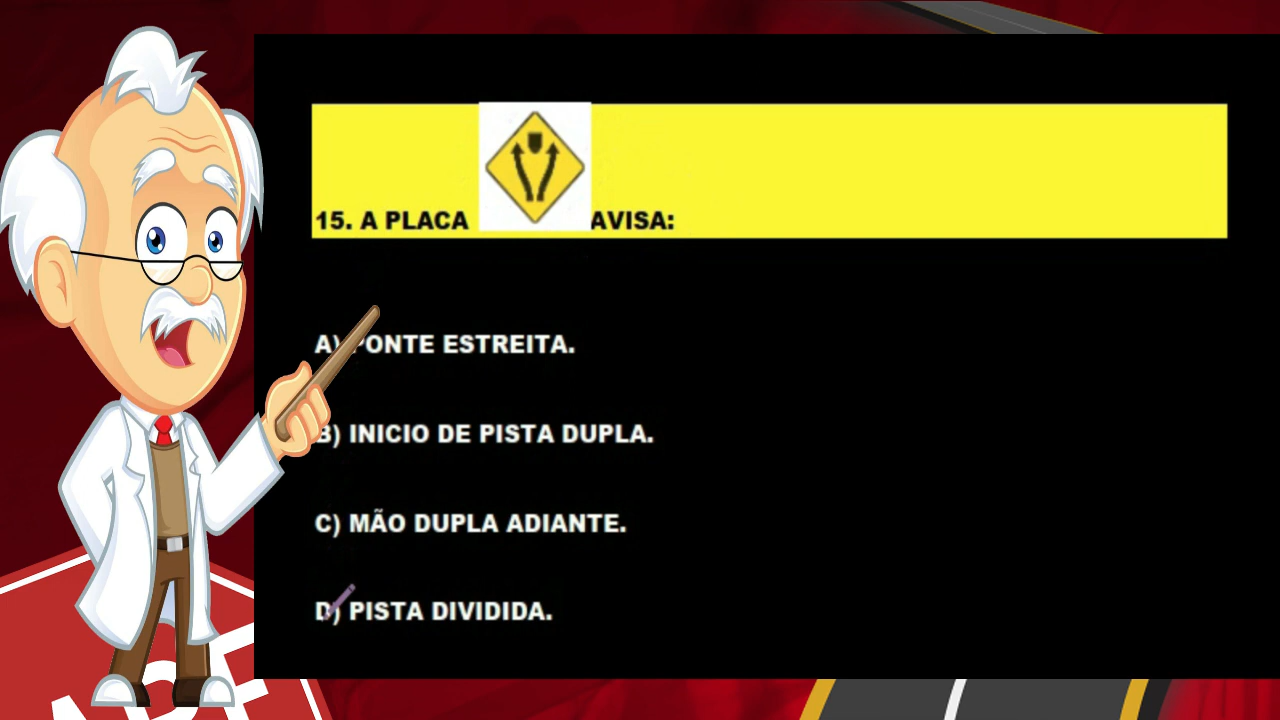 15. A PLACA AVISA:
A) PONTE ESTREITA.
B) INICIO DE PISTA DUPLA.
C) MÃO DUPLA ADIANTE.
D) PISTA DIVIDIDA.